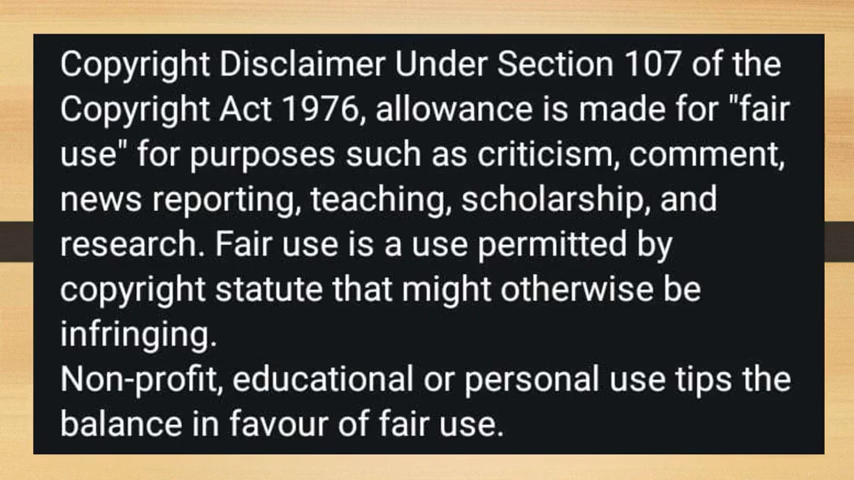 Copyright Disclaimer Under Section 107 of the
Copyright Act 1976, allowance is made for "fair
use" for purposes such as criticism, comment,
news reporting, teaching, scholarship, and
research. Fair use is a use permitted by
copyright statute that might otherwise be
infringing.
Non-profit, educational or personal use tips the
balance in favour of fair use.